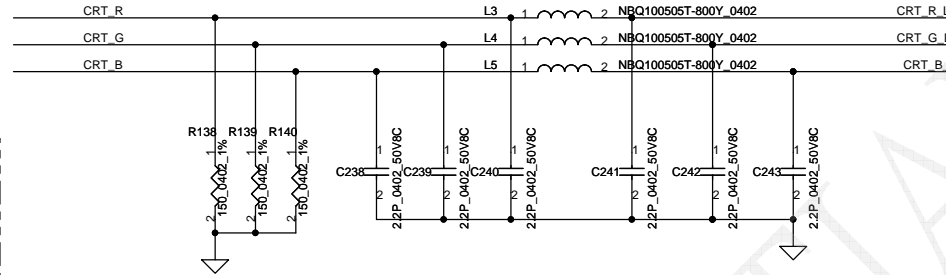 CRT_R L3 1 2 NBQ100505T-800Y_0402 CRT_R_L
CRT_G L4 1 2 NBQ100505T-800Y_0402 CRT_G_L
CRT_B L5 1 2 NBQ100505T-800Y_0402 CRT_B_
R138 1 2 150_0402_1%
R139 1 2 150_0402_1%
R140 1 2 150_0402_1%
C238 1 2 2.2P_0402_50V8C
C239 1 2 2.2P_0402_50V8C
C240 1 2 2.2P_0402_50V8C
C241 1 2 2.2P_0402_50V8C
C242 1 2 2.2P_0402_50V8C
C243 1 2 2.2P_0402_50V8C